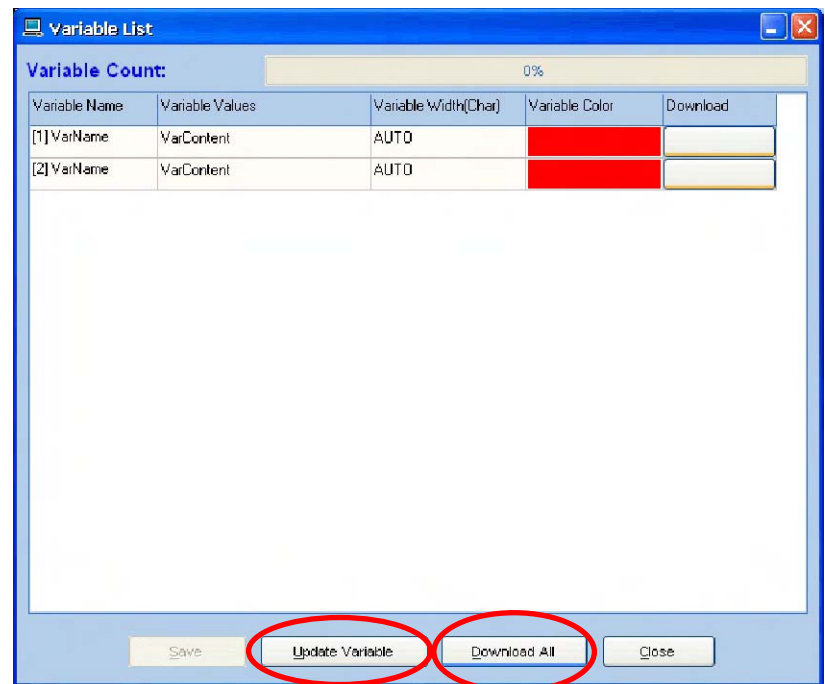 Variable List
Variable Count: 0%
Variable Name Variable Values Variable Width(Char) Variable Color Download
[1] VarName VarContent AUTO
[2] VarName VarContent AUTO
Save Update Variable Download All Close